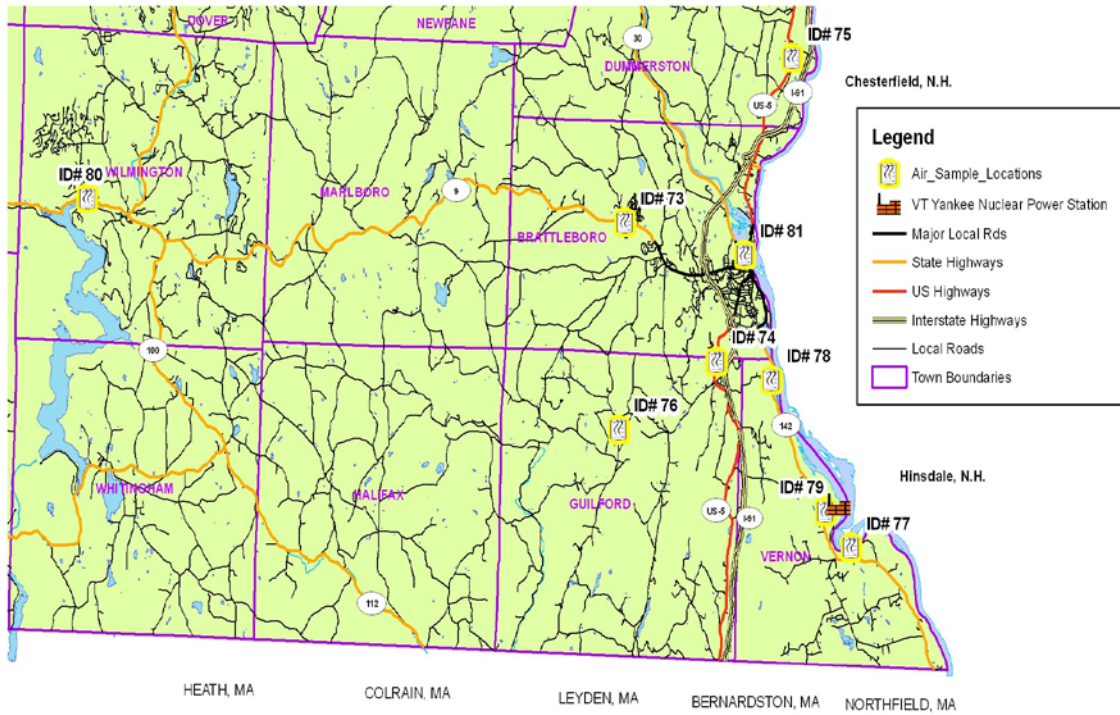 DOVER
NEWFANE
30
ID# 75
DUMMERSTON
Chesterfield, N.H.
I-91
US-5
Legend
Air_Sample_Locations
VT Yankee Nuclear Power Station
Major Local Rds
State Highways
US Highways
Interstate Highways
Local Roads
Town Boundaries
ID# 80
WILMINGTON
MARLBORO
9
ID# 73
BRATTLEBORO
ID# 81
ID# 74
ID# 78
100
ID# 76
142
Hinsdale, N.H.
WHITINGHAM
HALIFAX
GUILFORD
ID# 79
US-5
I-91
ID# 77
VERNON
112
HEATH, MA
COLRAIN, MA
LEYDEN, MA
BERNARDSTON, MA
NORTHFIELD, MA